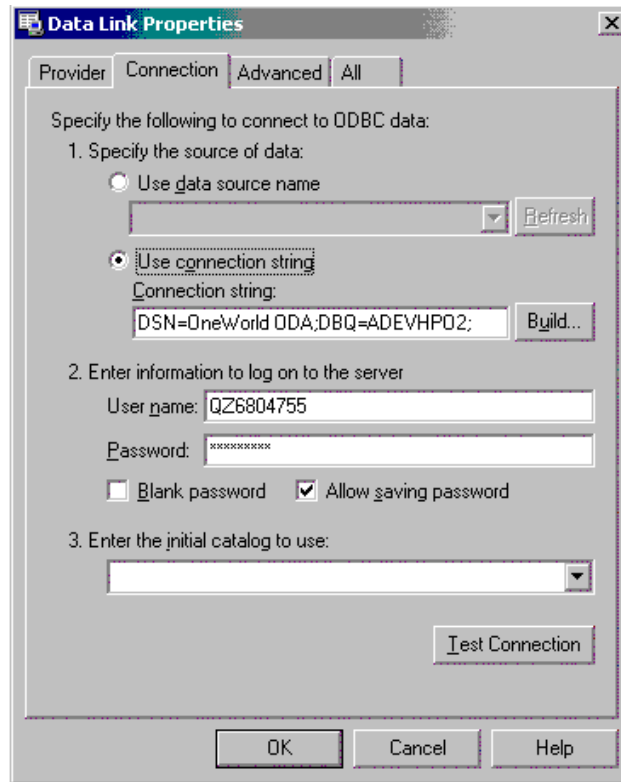 Data Link Properties
Provider Connection Advanced All
Specify the following to connect to ODBC data:
1. Specify the source of data:
Use data source name
Refresh
Use connection string
Connection string:
DSN=OneWorld ODA;DBQ=ADEVHPO2;
Build...
2. Enter information to log on to the server
User name: QZ6804755
Password: *********
Blank password Allow saving password
3. Enter the initial catalog to use:
Test Connection
OK Cancel Help